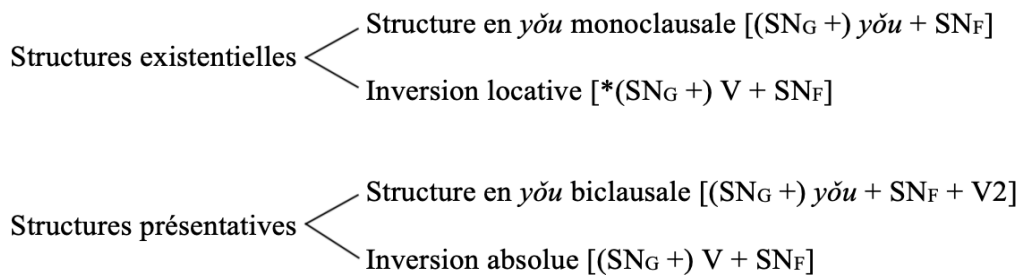 Structure en yǒu monoclausale [(SNG +) yǒu + SNF]
Structures existentielles
Inversion locative [*(SNG +) V + SNF]
Structure en yǒu biclausale [(SNG +) yǒu + SNF + V2]
Structures présentatives
Inversion absolue [(SNG +) V + SNF]